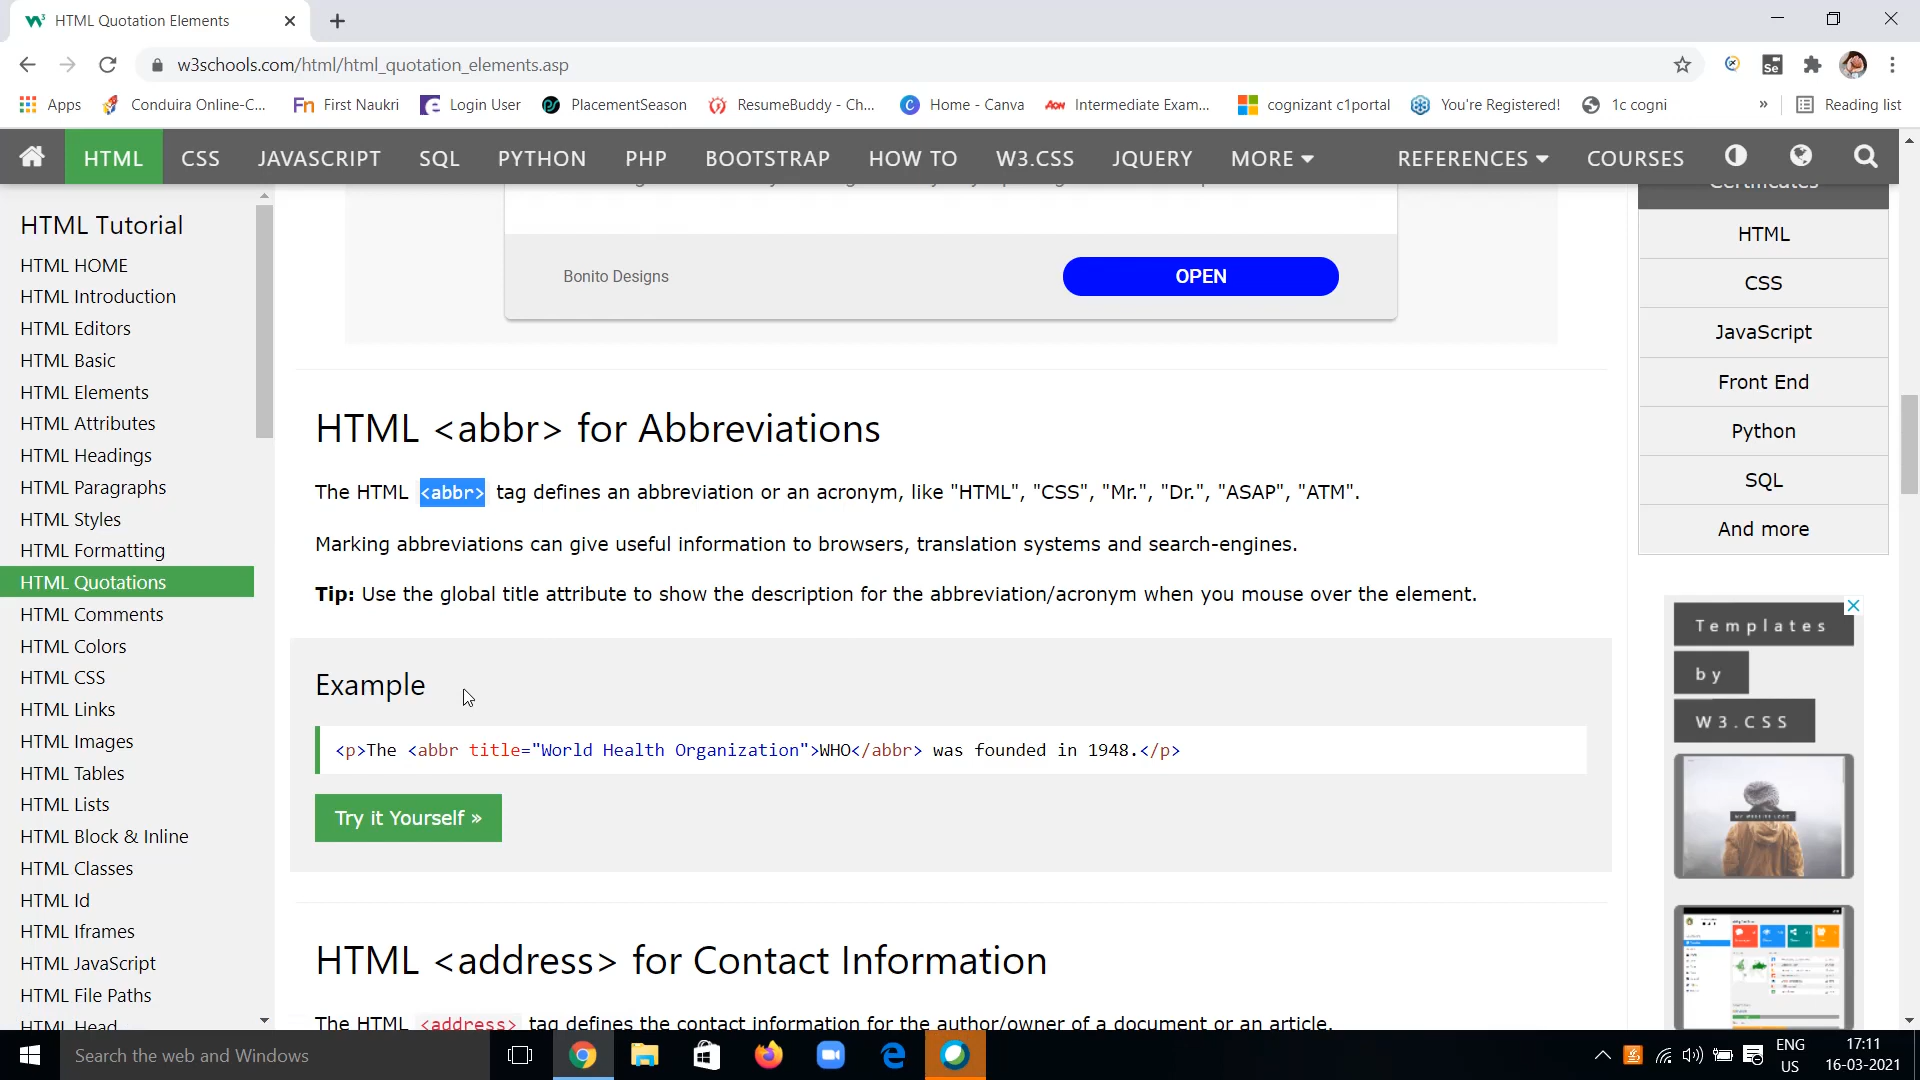 HTML Quotation Elements
w3schools.com/html/html_quotation_elements.asp
Apps
Conduira Online-C...
First Naukri
Login User
PlacementSeason
ResumeBuddy - Ch...
Home - Canva
Intermediate Exam...
cognizant c1portal
You're Registered!
1c cogni
»
Reading list
HTML
CSS
JAVASCRIPT
SQL
PYTHON
PHP
BOOTSTRAP
HOW TO
W3.CSS
JQUERY
MORE
REFERENCES
COURSES
HTML Tutorial
HTML HOME
HTML Introduction
HTML Editors
HTML Basic
HTML Elements
HTML Attributes
HTML Headings
HTML Paragraphs
HTML Styles
HTML Formatting
HTML Quotations
HTML Comments
HTML Colors
HTML CSS
HTML Links
HTML Images
HTML Tables
HTML Lists
HTML Block & Inline
HTML Classes
HTML Id
HTML Iframes
HTML JavaScript
HTML File Paths
HTML Head
Bonito Designs
OPEN
HTML <abbr> for Abbreviations
The HTML <abbr> tag defines an abbreviation or an acronym, like "HTML", "CSS", "Mr.", "Dr.", "ASAP", "ATM".
Marking abbreviations can give useful information to browsers, translation systems and search-engines.
Tip: Use the global title attribute to show the description for the abbreviation/acronym when you mouse over the element.
Example
<p>The <abbr title="World Health Organization">WHO</abbr> was founded in 1948.</p>
Try it Yourself »
HTML <address> for Contact Information
The HTML <address> tag defines the contact information for the author/owner of a document or an article.
Certificates
HTML
CSS
JavaScript
Front End
Python
SQL
And more
Templates
by
W3.CSS
MY WEBSITE LOGO
Search the web and Windows
ENG
US
17:11
16-03-2021